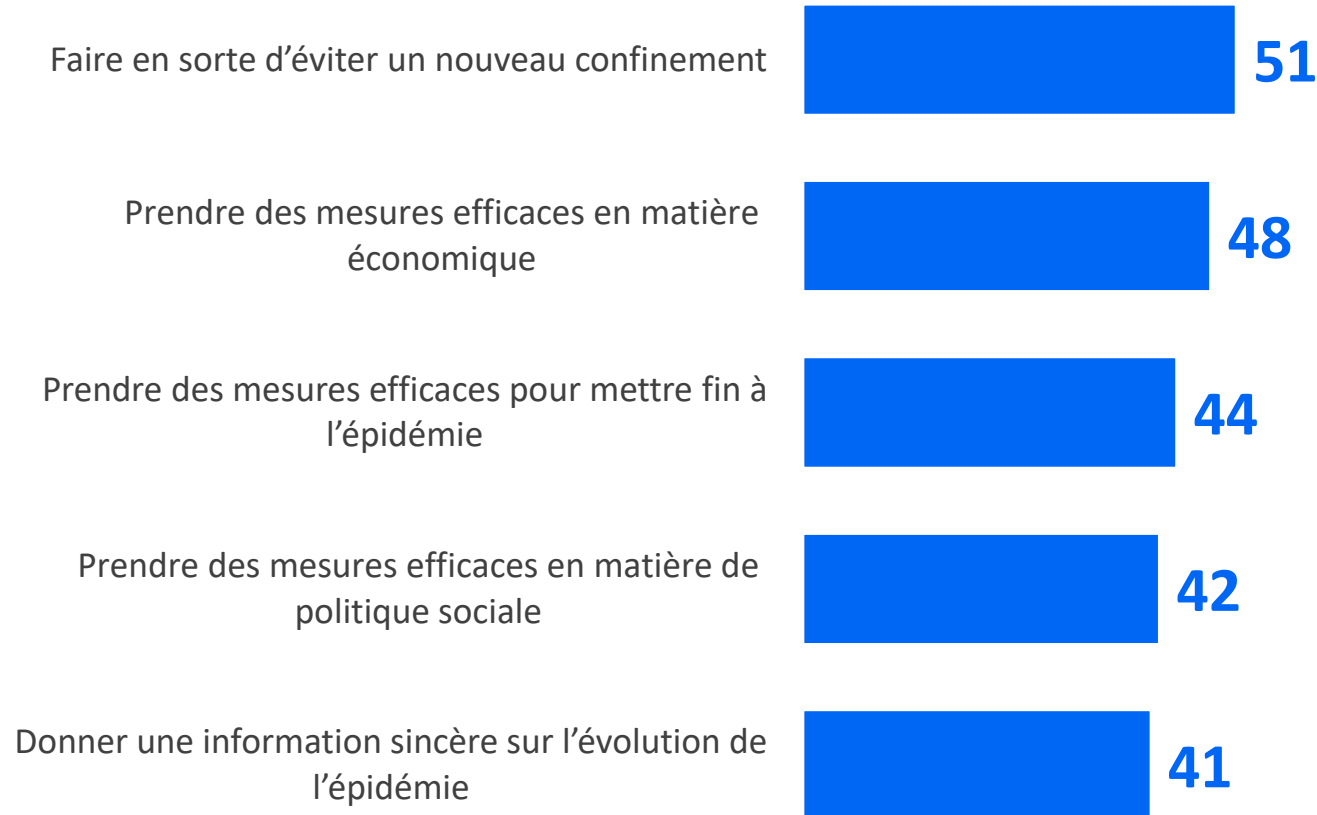 Faire en sorte d’éviter un nouveau confinement
51
Prendre des mesures efficaces en matière
économique
48
Prendre des mesures efficaces pour mettre fin à
l’épidémie
44
Prendre des mesures efficaces en matière de
politique sociale
42
Donner une information sincère sur l’évolution de
l’épidémie
41